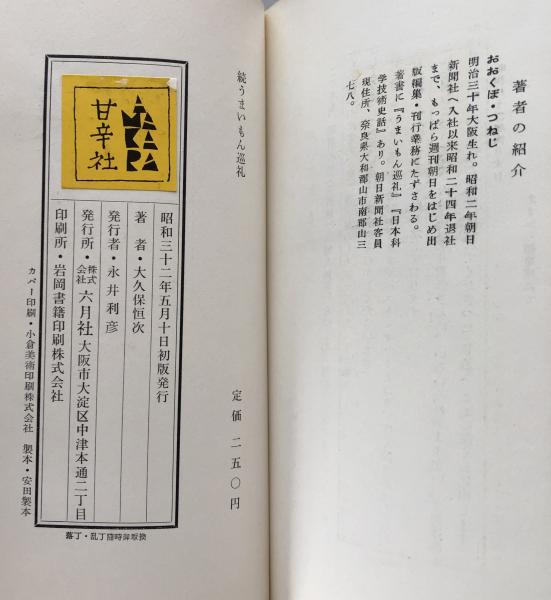 著者の紹介
おおくぼ・つねじ
明治三十年大阪生れ。昭和二年朝日
新聞社へ入社以来昭和二十四年退社
まで、もっぱら週刊朝日をはじめ出
版編集・刊行業務にたずさわる。
著書に『うまいもん巡礼』『日本科
学技術史話』あり。朝日新聞社客員
現住所、奈良県大和郡山市南郡山三
七八。
続うまいもん巡礼
定価 二五〇円
AMAKARA
甘辛社
昭和三十二年五月十日初版発行
著者・大久保恒次
発行者・永井利彦
発行所・株式会社 六月社 大阪市大淀区中津本通二丁目
印刷所・岩岡書籍印刷株式会社
カバー印刷・小倉美術印刷株式会社 製本・安田製本
落丁・乱丁随時御取換